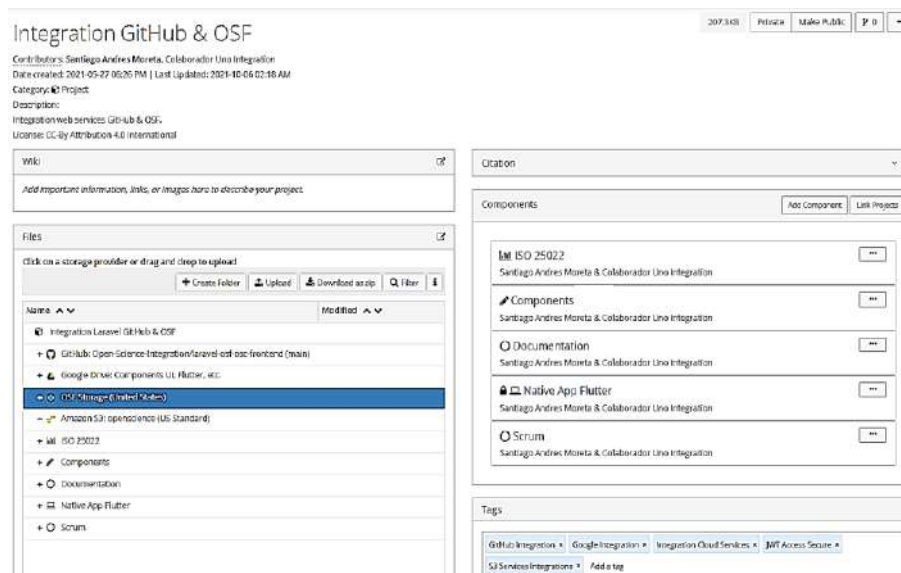 Integration GitHub & OSF
207.3KB Private Make Public 0
Contributors: Santiago Andres Moreta, Colaborador Uno Integration
Date created: 2021-05-27 06:26 PM | Last Updated: 2021-10-06 02:18 AM
Category: Project
Description:
Integration web services GitHub & OSF.
License: CC-By Attribution 4.0 International
Wiki
Add important information, links, or images here to describe your project.
Files
Click on a storage provider or drag and drop to upload
Create Folder Upload Download as zip Filter i
Name Modified
Integration Laravel GitHub & OSF
+ GitHub: Open-Science-Integration/laravel-osf-osc-frontend (main)
+ Google Drive: Components UI, Flutter, etc.
OSF Storage (United States)
- Amazon S3: openscience (US Standard)
+ ISO 25022
+ Components
+ Documentation
+ Native App Flutter
+ Scrum
Citation
Components
Add Component Link Projects
ISO 25022 ...
Santiago Andres Moreta & Colaborador Uno Integration
Components ...
Santiago Andres Moreta & Colaborador Uno Integration
Documentation ...
Santiago Andres Moreta & Colaborador Uno Integration
Native App Flutter ...
Santiago Andres Moreta & Colaborador Uno Integration
Scrum ...
Santiago Andres Moreta & Colaborador Uno Integration
Tags
GitHub Integration × Google Integration × Integration Cloud Services × JWT Access Secure ×
S3 Services Integrations × Add a tag